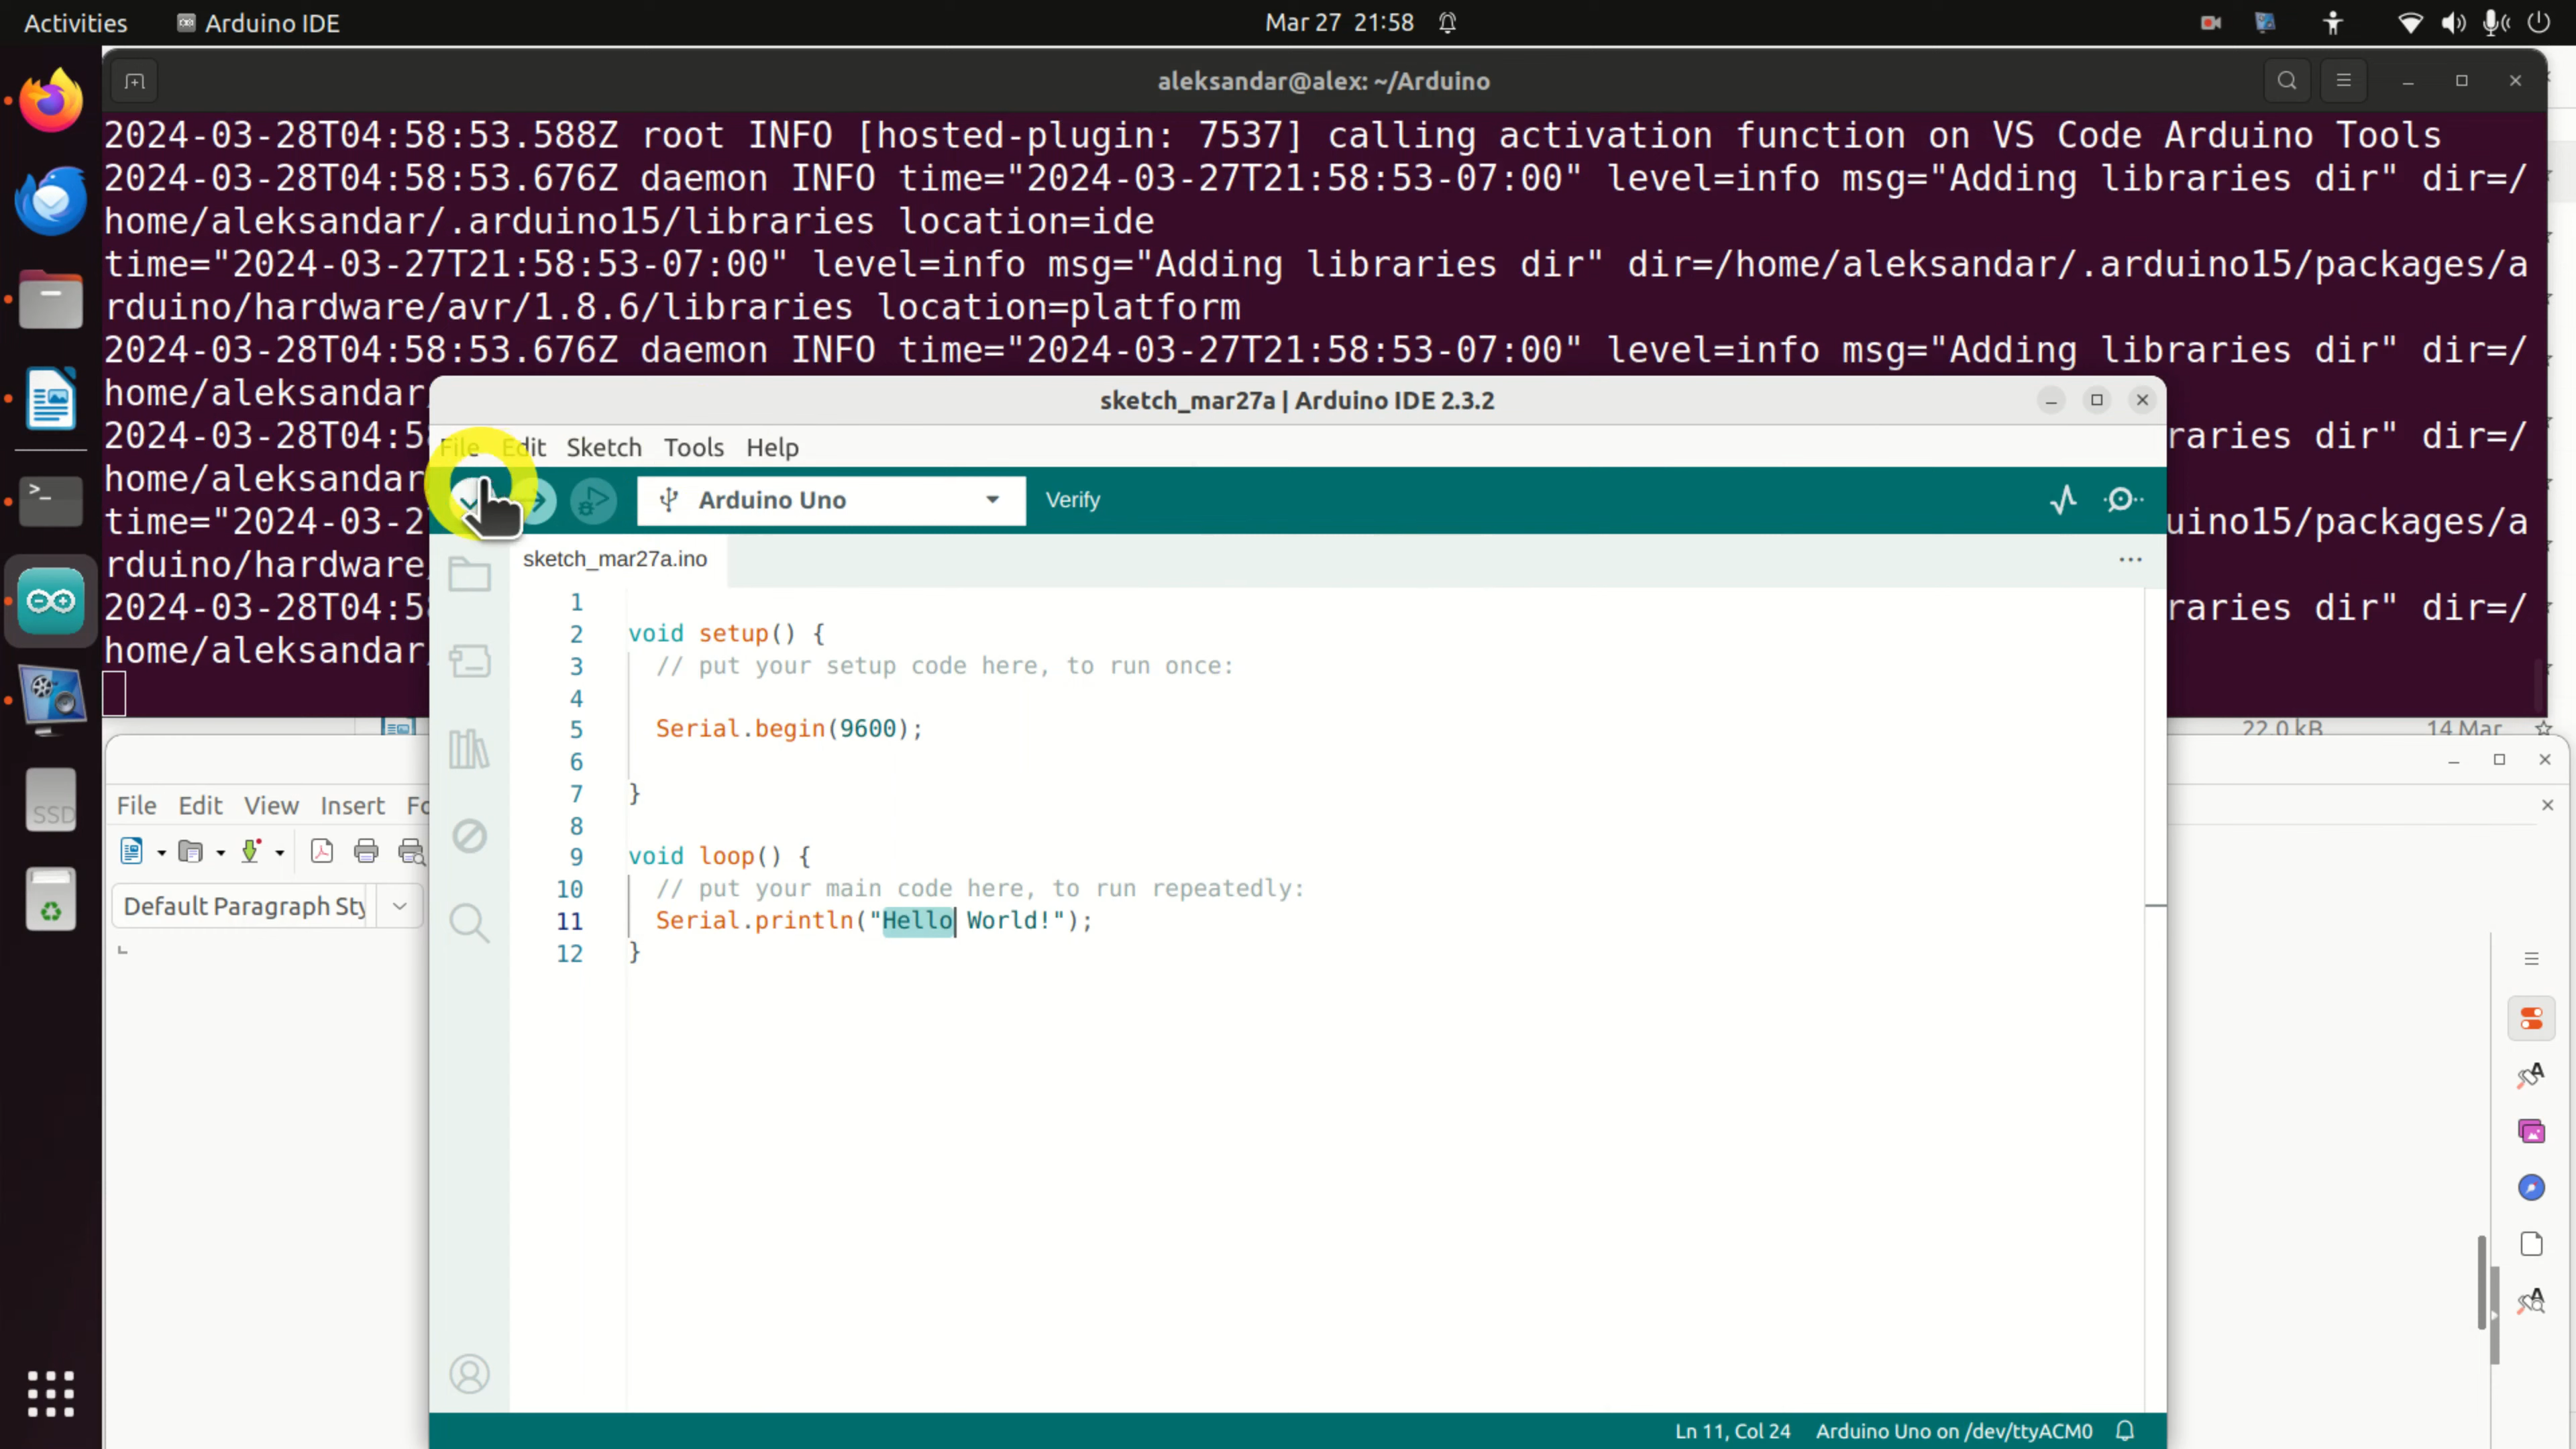 Activities Arduino IDE Mar 27 21:58
aleksandar@alex: ~/Arduino
2024-03-28T04:58:53.588Z root INFO [hosted-plugin: 7537] calling activation function on VS Code Arduino Tools
2024-03-28T04:58:53.676Z daemon INFO time="2024-03-27T21:58:53-07:00" level=info msg="Adding libraries dir" dir=/
home/aleksandar/.arduino15/libraries location=ide
time="2024-03-27T21:58:53-07:00" level=info msg="Adding libraries dir" dir=/home/aleksandar/.arduino15/packages/a
rduino/hardware/avr/1.8.6/libraries location=platform
2024-03-28T04:58:53.676Z daemon INFO time="2024-03-27T21:58:53-07:00" level=info msg="Adding libraries dir" dir=/
home/aleksandar/
2024-03-28T04:58 raries dir" dir=/
home/aleksandar/
time="2024-03-27 uino15/packages/a
rduino/hardware/
2024-03-28T04:58 raries dir" dir=/
home/aleksandar/
sketch_mar27a | Arduino IDE 2.3.2
File Edit Sketch Tools Help
Arduino Uno Verify
sketch_mar27a.ino
1
2 void setup() {
3 // put your setup code here, to run once:
4
5 Serial.begin(9600);
6
7 }
8
9 void loop() {
10 // put your main code here, to run repeatedly:
11 Serial.println("Hello World!");
12 }
Ln 11, Col 24 Arduino Uno on /dev/ttyACM0
22.0 kB 14 Mar
File Edit View Insert Fo
Default Paragraph Sty
SSD